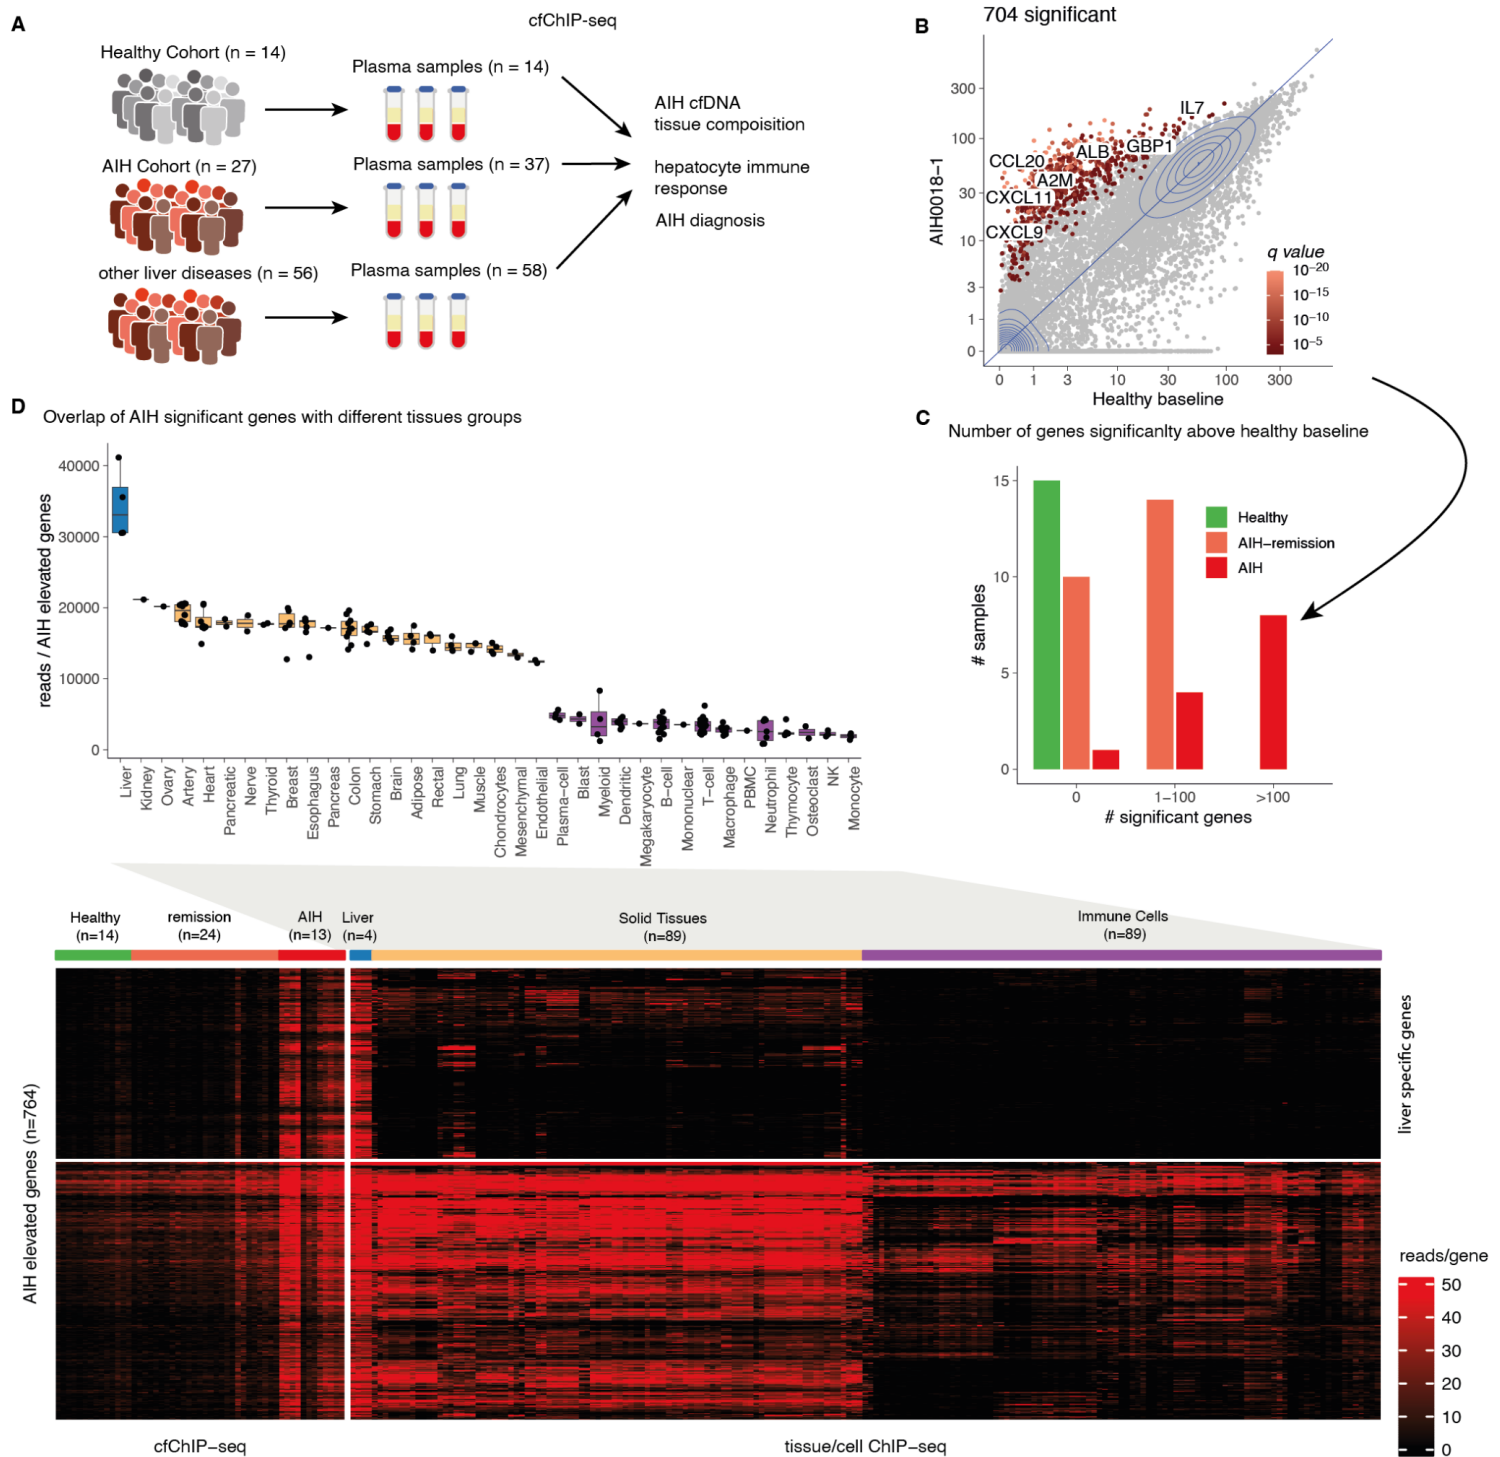 A
cfChIP-seq
Healthy Cohort (n = 14)
Plasma samples (n = 14)
AIH Cohort (n = 27)
Plasma samples (n = 37)
other liver diseases (n = 56)
Plasma samples (n = 58)
AIH cfDNA
tissue compoisition
hepatocyte immune
response
AIH diagnosis
B
704 significant
AIH0018−1
300
100
30
10
3
1
0
IL7
GBP1
ALB
CCL20
A2M
CXCL11
CXCL9
q value
10−20
10−15
10−10
10−5
0 1 3 10 30 100 300
Healthy baseline
C
Number of genes significanlty above healthy baseline
# samples
15
10
5
0
Healthy
AIH−remission
AIH
0 1−100 >100
# significant genes
D
Overlap of AIH significant genes with different tissues groups
reads / AIH elevated genes
40000
30000
20000
10000
0
Liver
Kidney
Ovary
Artery
Heart
Pancreatic
Nerve
Thyroid
Breast
Esophagus
Pancreas
Colon
Stomach
Brain
Adipose
Rectal
Lung
Muscle
Chondrocytes
Mesenchymal
Endothelial
Plasma−cell
Blast
Myeloid
Dendritic
Megakaryocyte
B−cell
Mononuclear
T−cell
Macrophage
PBMC
Neutrophil
Thymocyte
Osteoclast
NK
Monocyte
Healthy
(n=14)
remission
(n=24)
AIH
(n=13)
Liver
(n=4)
Solid Tissues
(n=89)
Immune Cells
(n=89)
AIH elevated genes (n=764)
liver specific genes
reads/gene
50
40
30
20
10
0
cfChIP−seq
tissue/cell ChIP−seq